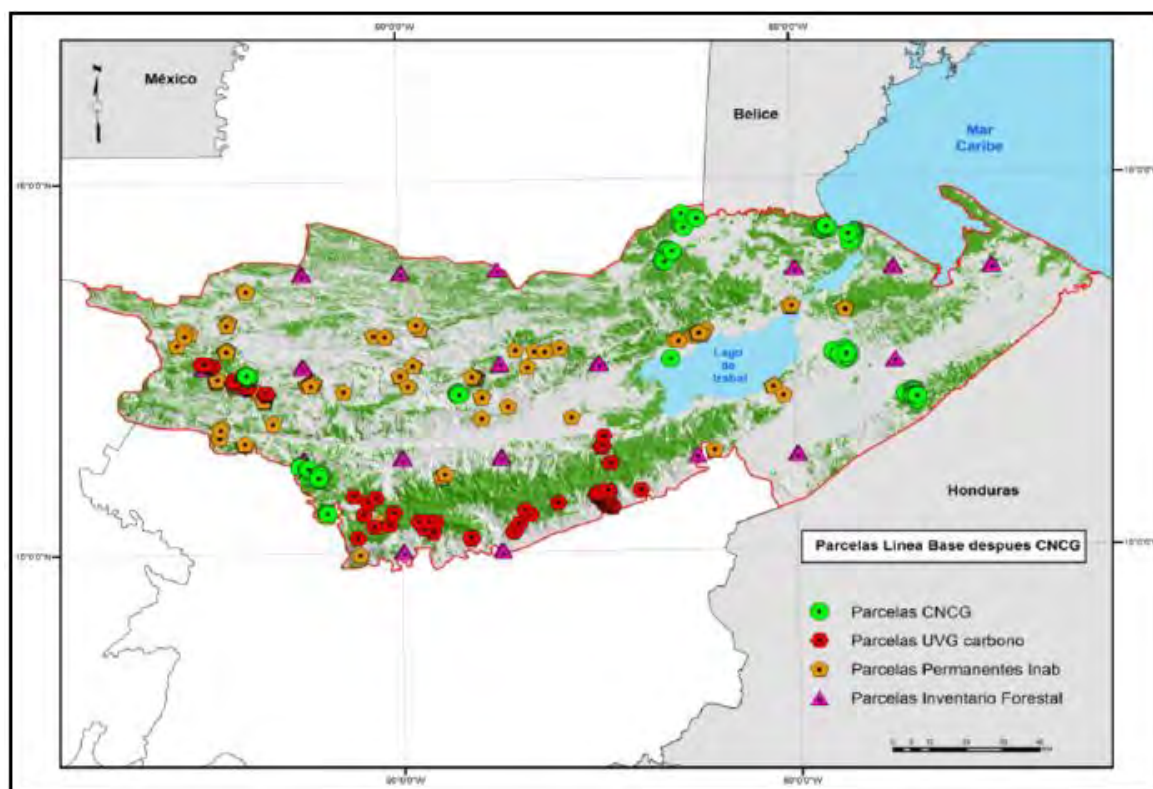 México
Belice
Mar
Caribe
Lago
de
Izabal
Honduras
Parcelas Linea Base despues CNCG
Parcelas CNCG
Parcelas UVG carbono
Parcelas Permanentes Inab
Parcelas Inventario Forestal